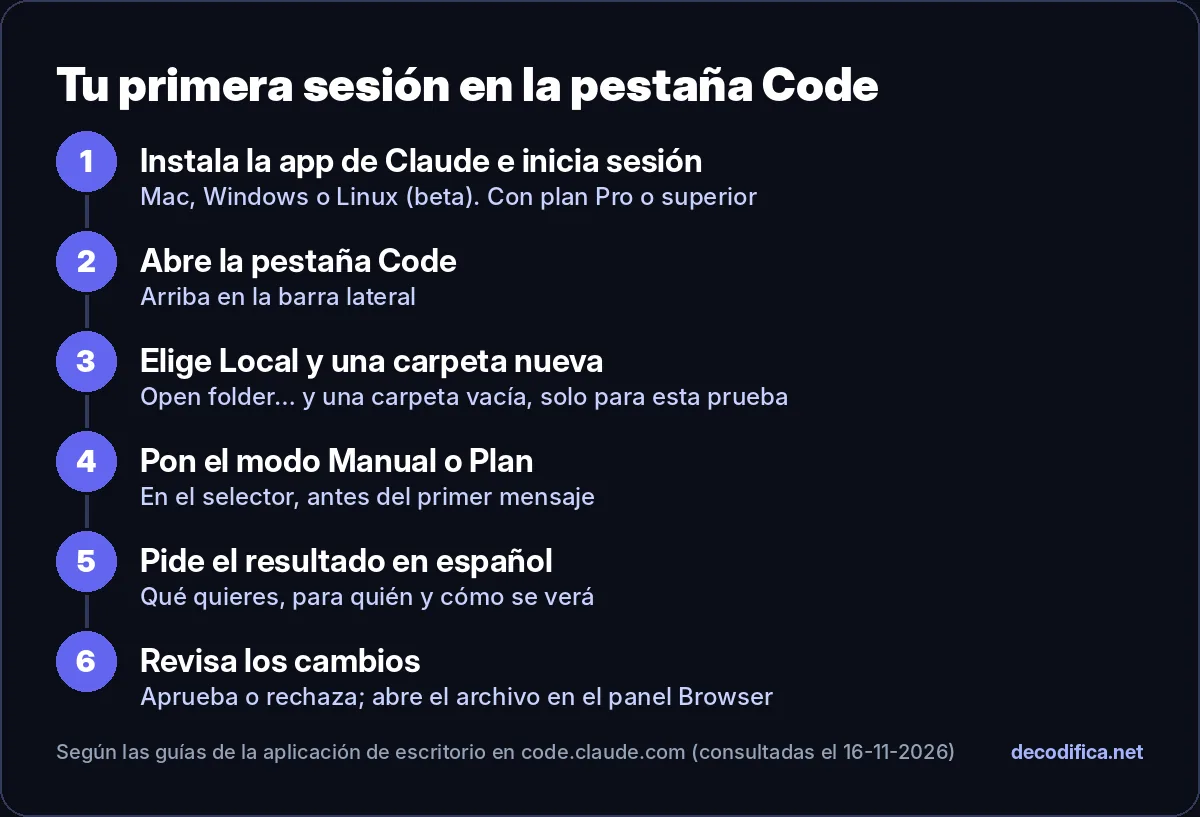 Tu primera sesión en la pestaña Code
1
Instala la app de Claude e inicia sesión
Mac, Windows o Linux (beta). Con plan Pro o superior
2
Abre la pestaña Code
Arriba en la barra lateral
3
Elige Local y una carpeta nueva
Open folder... y una carpeta vacía, solo para esta prueba
4
Pon el modo Manual o Plan
En el selector, antes del primer mensaje
5
Pide el resultado en español
Qué quieres, para quién y cómo se verá
6
Revisa los cambios
Aprueba o rechaza; abre el archivo en el panel Browser
Según las guías de la aplicación de escritorio en code.claude.com (consultadas el 16-11-2026)
decodifica.net